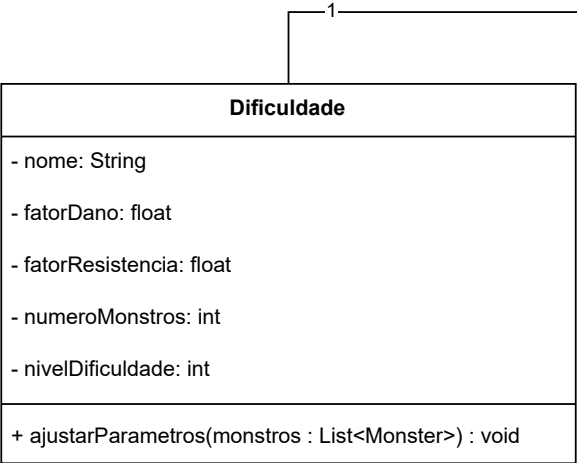 1
Dificuldade
- nome: String
- fatorDano: float
- fatorResistencia: float
- numeroMonstros: int
- nivelDificuldade: int
+ ajustarParametros(monstros : List<Monster>) : void